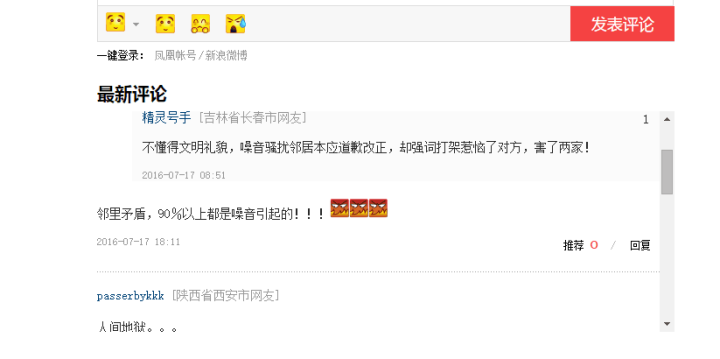 发表评论
一键登录： 凤凰帐号 / 新浪微博
最新评论
精灵号手 [吉林省长春市网友] 1
不懂得文明礼貌，噪音骚扰邻居本应道歉改正，却强词打架惹恼了对方，害了两家！
2016-07-17 08:51
邻里矛盾，90%以上都是噪音引起的！！！
2016-07-17 18:11 推荐 0 / 回复
passerbykkk [陕西省西安市网友]
人间地狱。。。